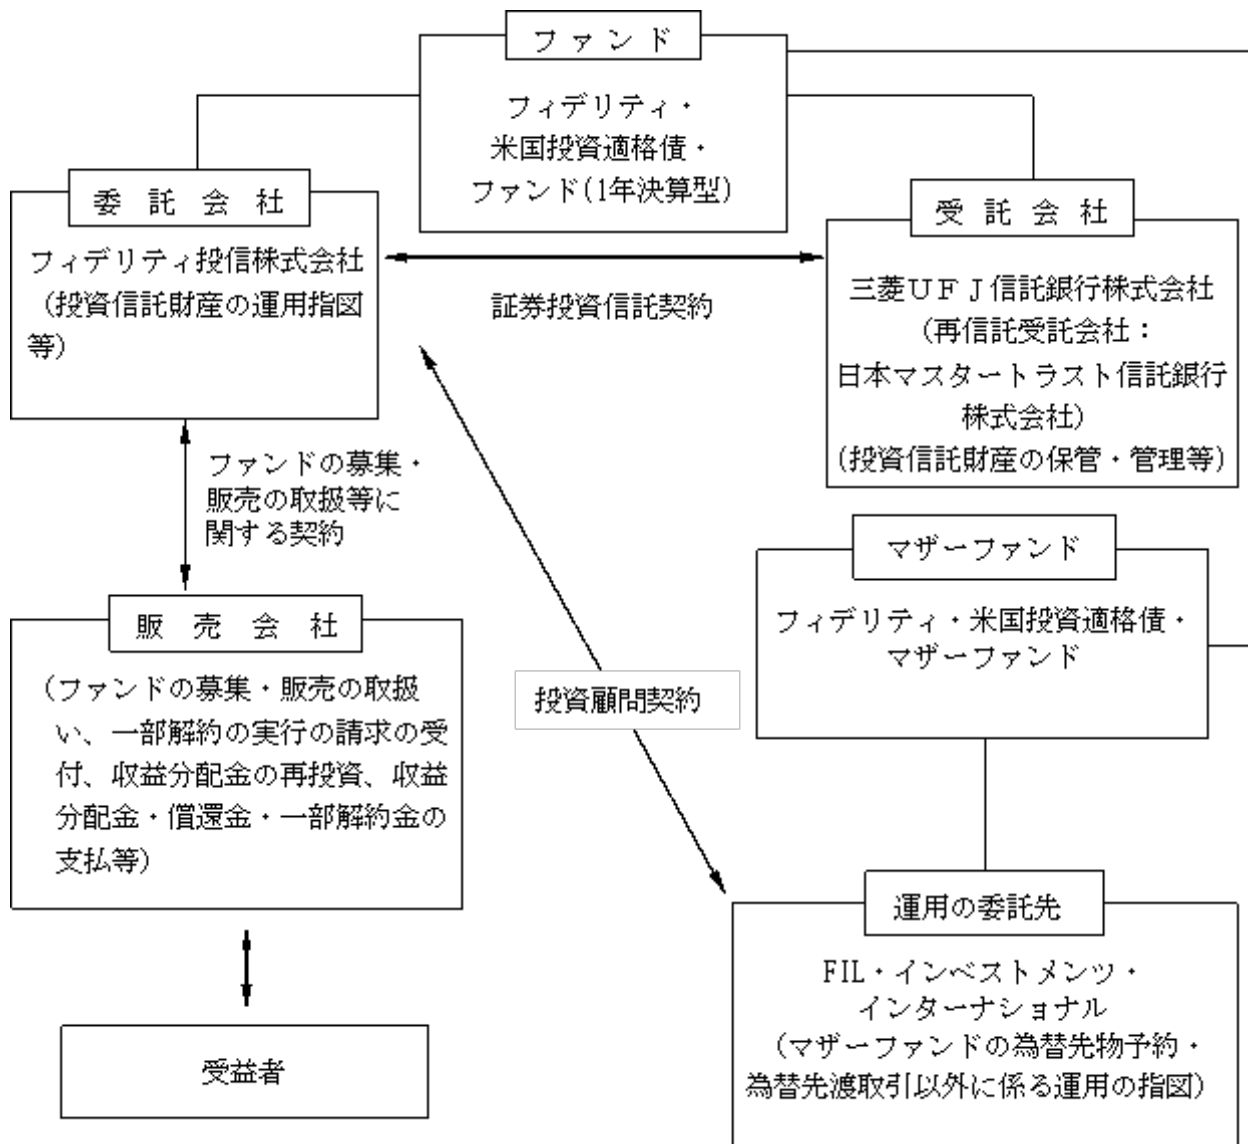 ファンド
フィデリティ・
米国投資適格債・
ファンド(1年決算型)
委託会社
フィデリティ投信株式会社
(投資信託財産の運用指図
等)
証券投資信託契約
受託会社
三菱ＵＦＪ信託銀行株式会社
(再信託受託会社：
日本マスタートラスト信託銀行
株式会社)
(投資信託財産の保管・管理等)
ファンドの募集・
販売の取扱等に
関する契約
マザーファンド
フィデリティ・米国投資適格債・
マザーファンド
販売会社
(ファンドの募集・販売の取扱
い、一部解約の実行の請求の受
付、収益分配金の再投資、収益
分配金・償還金・一部解約金の
支払等)
投資顧問契約
運用の委託先
FIL・インベストメンツ・
インターナショナル
(マザーファンドの為替先物予約・
為替先渡取引以外に係る運用の指図)
受益者